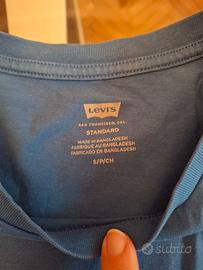 Levi's
SAN FRANCISCO, CAL.
STANDARD
MADE IN BANGLADESH
FABRIQUÉ AU BANGLADESH
FABRICADO EN BANGLADESH
S/P/CH
subito